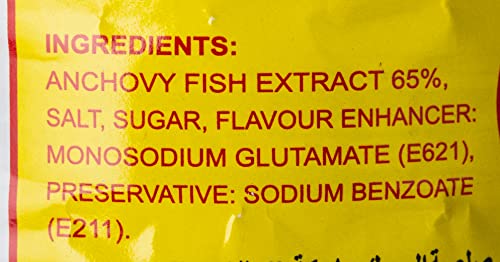 INGREDIENTS:
ANCHOVY FISH EXTRACT 65%,
SALT, SUGAR, FLAVOUR ENHANCER:
MONOSODIUM GLUTAMATE (E621),
PRESERVATIVE: SODIUM BENZOATE
(E211).